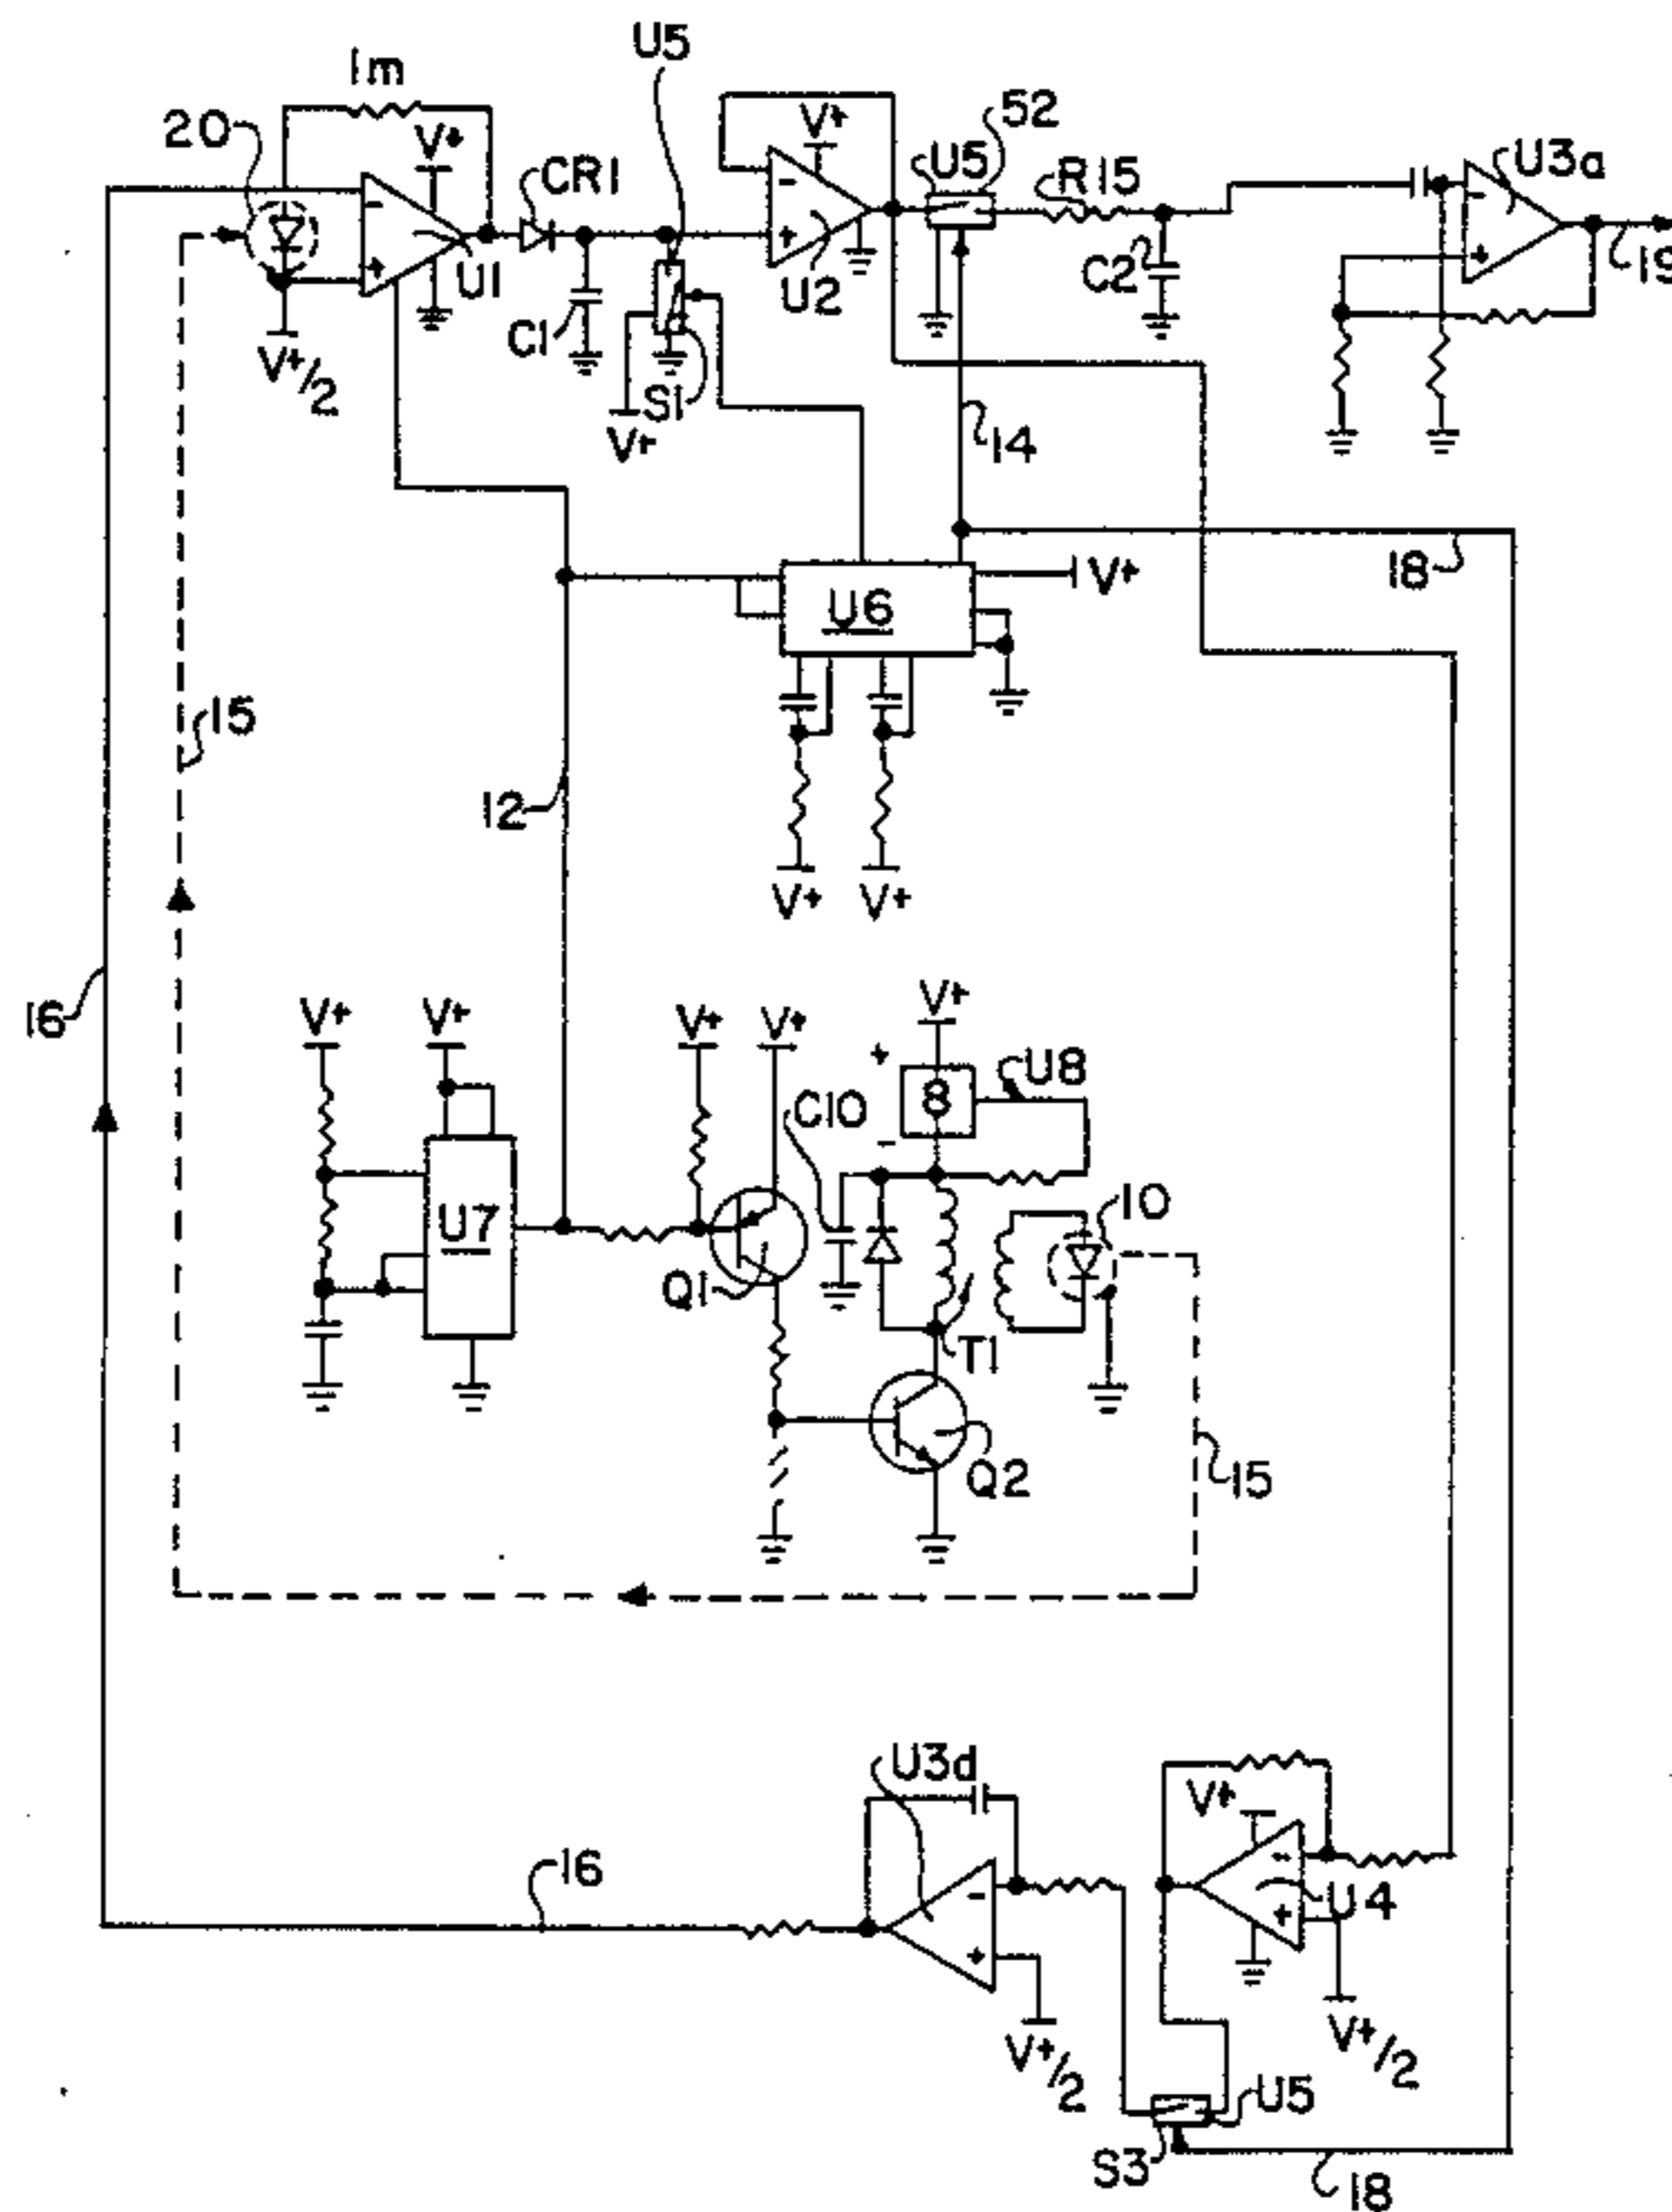 U5
1m
20
V+
CR1
V+
U5
52
R15
U3a
-
+
U1
-
+
U2
C2
-
+
19
V+/2
C1
S1
V+
14
18
U6
V+
15
12
V+
V+
16
V+
V+
V+
V+
V+
+
8
U8
-
C10
10
U7
Q1
T1
Q2
15
U3d
V+
-
+
U4
16
-
+
V+/2
V+/2
U5
S3
18